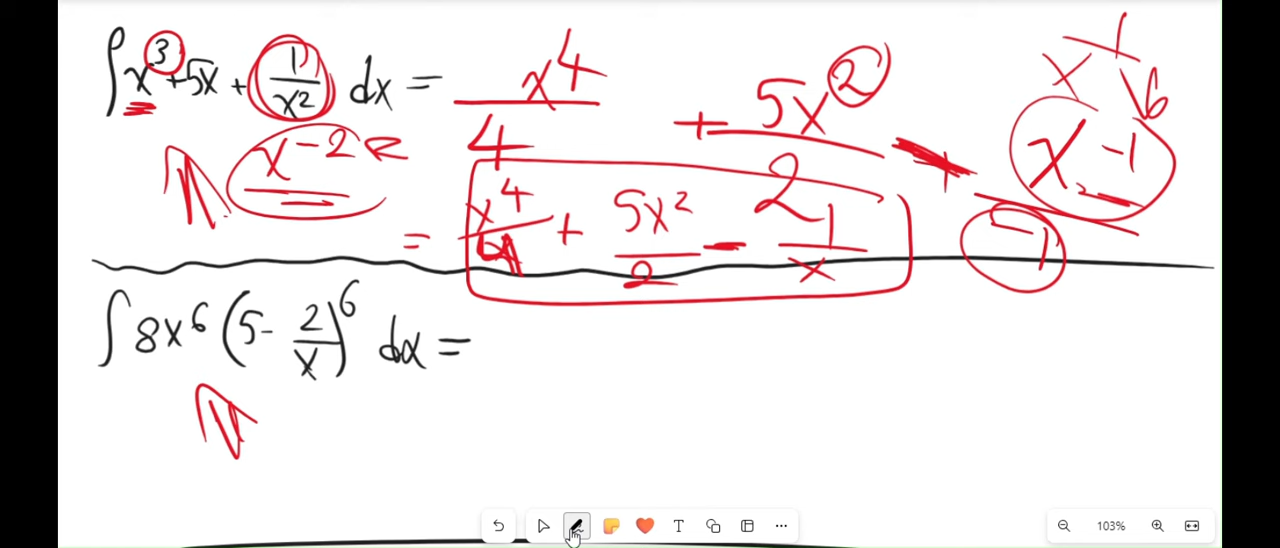 ∫ x³ + 5x + 1/x² dx = x⁴/4 + 5x²/2 + x⁻¹/-1
x⁻²
= x⁴/4 + 5x²/2 - 1/x
∫ 8x⁶ (5 - 2/x)⁶ dx =
T
103%